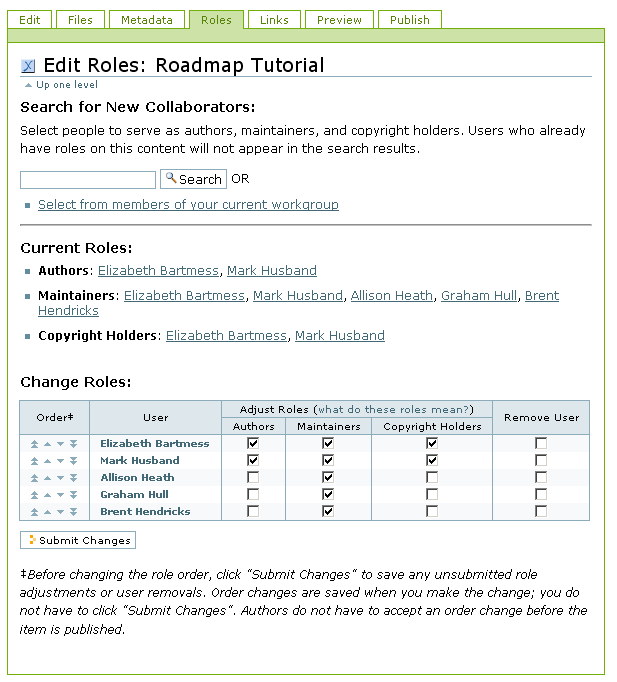 Edit Files Metadata Roles Links Preview Publish
Edit Roles: Roadmap Tutorial
Up one level
Search for New Collaborators:
Select people to serve as authors, maintainers, and copyright holders. Users who already
have roles on this content will not appear in the search results.
Search OR
Select from members of your current workgroup
Current Roles:
Authors: Elizabeth Bartmess, Mark Husband
Maintainers: Elizabeth Bartmess, Mark Husband, Allison Heath, Graham Hull, Brent
Hendricks
Copyright Holders: Elizabeth Bartmess, Mark Husband
Change Roles:
Order‡ User Adjust Roles (what do these roles mean?) Remove User
Authors Maintainers Copyright Holders
Elizabeth Bartmess
Mark Husband
Allison Heath
Graham Hull
Brent Hendricks
Submit Changes
‡Before changing the role order, click "Submit Changes" to save any unsubmitted role
adjustments or user removals. Order changes are saved when you make the change; you do
not have to click "Submit Changes". Authors do not have to accept an order change before the
item is published.